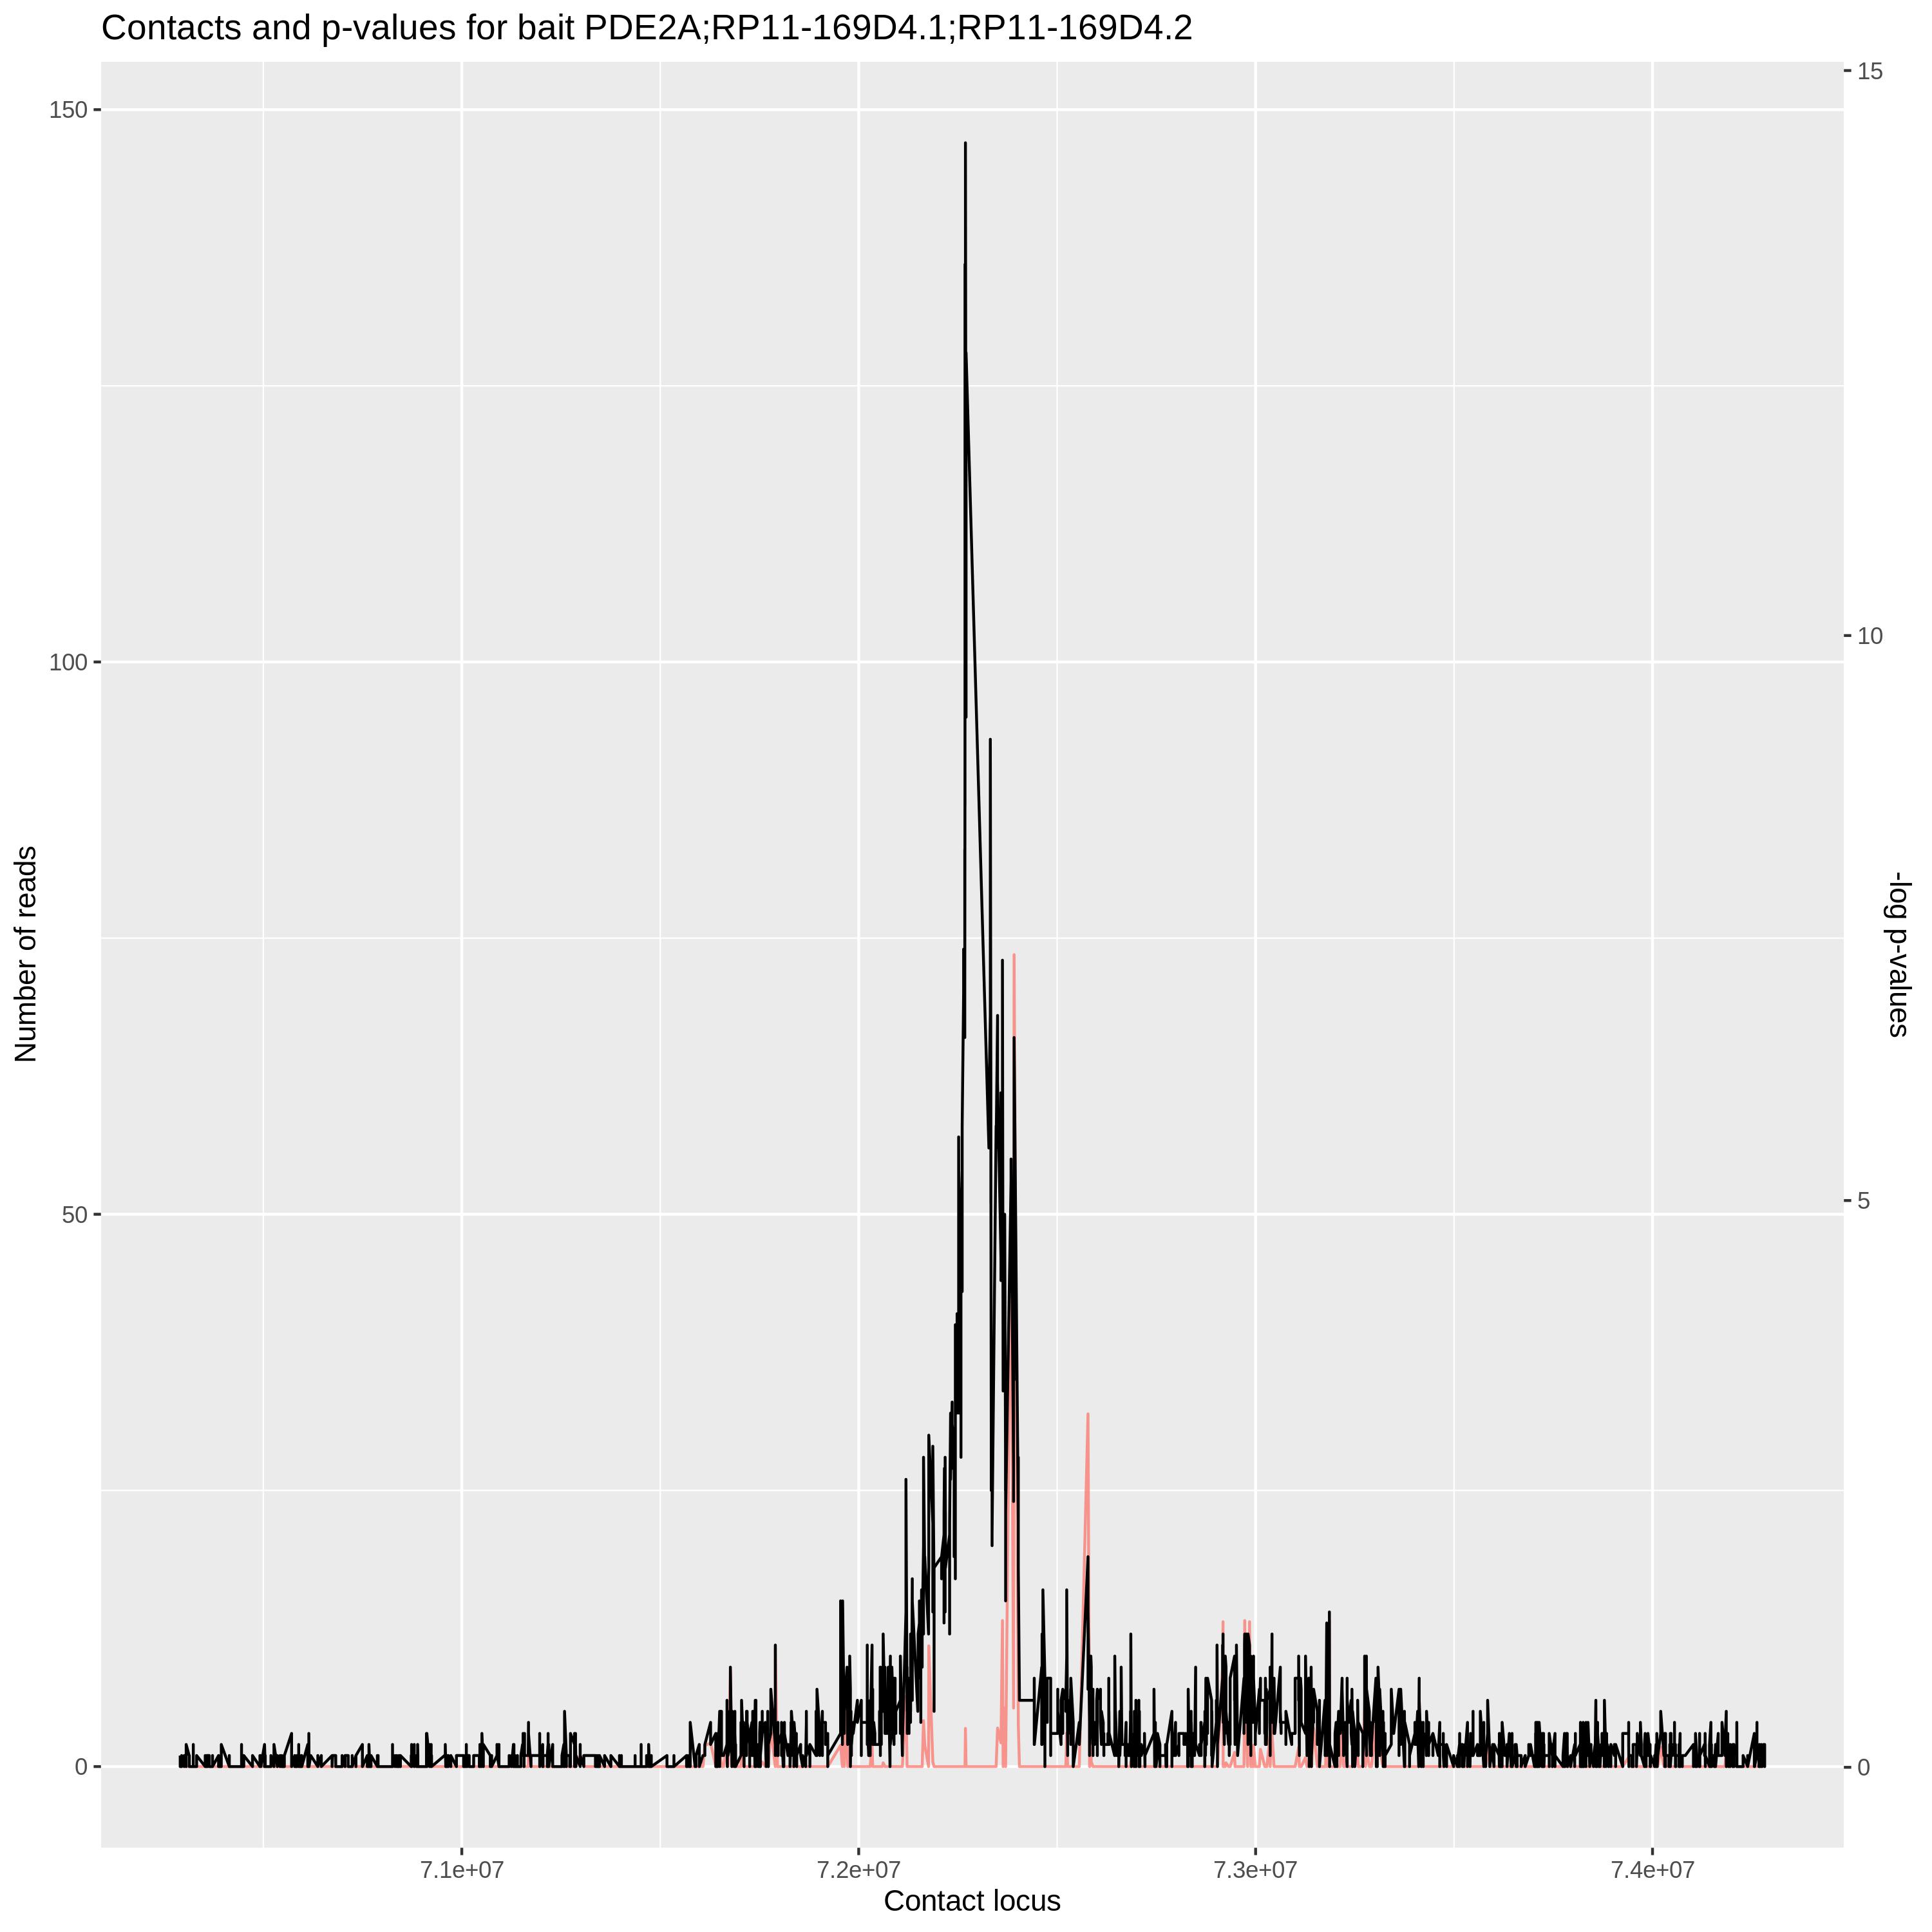 Contacts and p-values for bait PDE2A;RP11-169D4.1;RP11-169D4.2
150
100
50
0
Number of reads
15
10
5
0
-log p-values
7.1e+07
7.2e+07
7.3e+07
7.4e+07
Contact locus